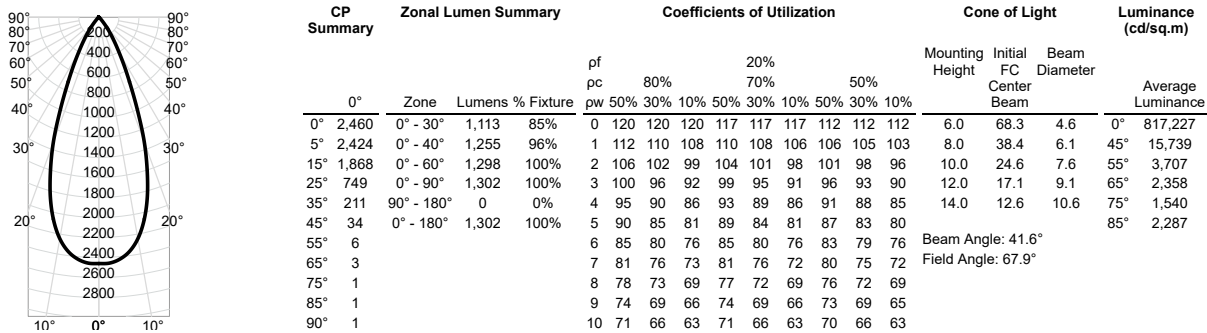 CP Summary Zonal Lumen Summary Coefficients of Utilization Cone of Light Luminance (cd/sq.m)
90° 90°
80° 200 80°
70° 400 70°
60° 600 60°
50° 800 50°
1000
40° 1200 40°
1400
30° 1600 30°
1800
2000
20° 2200 20°
2400
2600
2800
10° 0° 10°
0°
0° 2,460
5° 2,424
15° 1,868
25° 749
35° 211
45° 34
55° 6
65° 3
75° 1
85° 1
90° 1
Zone Lumens % Fixture
0° - 30° 1,113 85%
0° - 40° 1,255 96%
0° - 60° 1,298 100%
0° - 90° 1,302 100%
90° - 180° 0 0%
0° - 180° 1,302 100%
ρf 20%
ρc 80% 70% 50%
ρw 50% 30% 10% 50% 30% 10% 50% 30% 10%
0 120 120 120 117 117 117 112 112 112
1 112 110 108 110 108 106 106 105 103
2 106 102 99 104 101 98 101 98 96
3 100 96 92 99 95 91 96 93 90
4 95 90 86 93 89 86 91 88 85
5 90 85 81 89 84 81 87 83 80
6 85 80 76 85 80 76 83 79 76
7 81 76 73 81 76 72 80 75 72
8 78 73 69 77 72 69 76 72 69
9 74 69 66 74 69 66 73 69 65
10 71 66 63 71 66 63 70 66 63
Mounting Height Initial FC Center Beam Beam Diameter
6.0 68.3 4.6
8.0 38.4 6.1
10.0 24.6 7.6
12.0 17.1 9.1
14.0 12.6 10.6
Beam Angle: 41.6°
Field Angle: 67.9°
Average Luminance
0° 817,227
45° 15,739
55° 3,707
65° 2,358
75° 1,540
85° 2,287